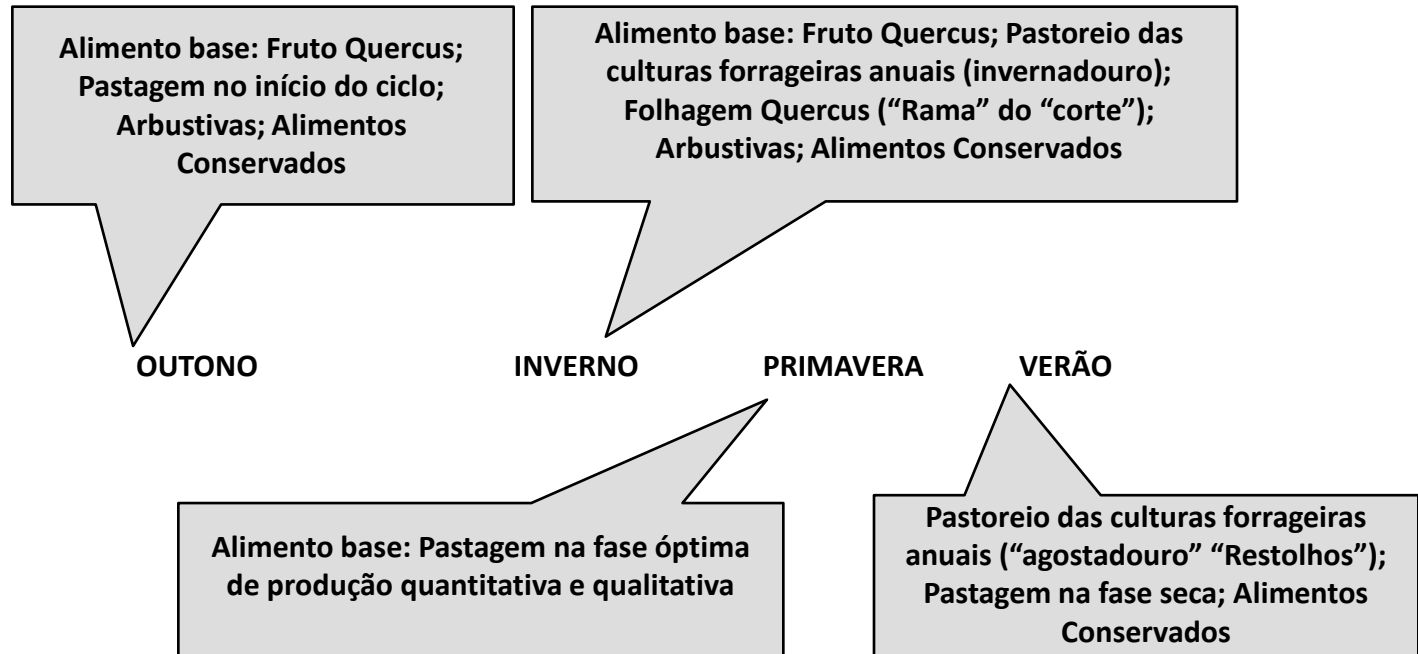 Alimento base: Fruto Quercus;
Pastagem no início do ciclo;
Arbustivas; Alimentos
Conservados
Alimento base: Fruto Quercus; Pastoreio das
culturas forrageiras anuais (invernadouro);
Folhagem Quercus (“Rama” do “corte”);
Arbustivas; Alimentos Conservados
OUTONO
INVERNO
PRIMAVERA
VERÃO
Alimento base: Pastagem na fase óptima
de produção quantitativa e qualitativa
Pastoreio das culturas forrageiras
anuais (“agostadouro” “Restolhos”);
Pastagem na fase seca; Alimentos
Conservados